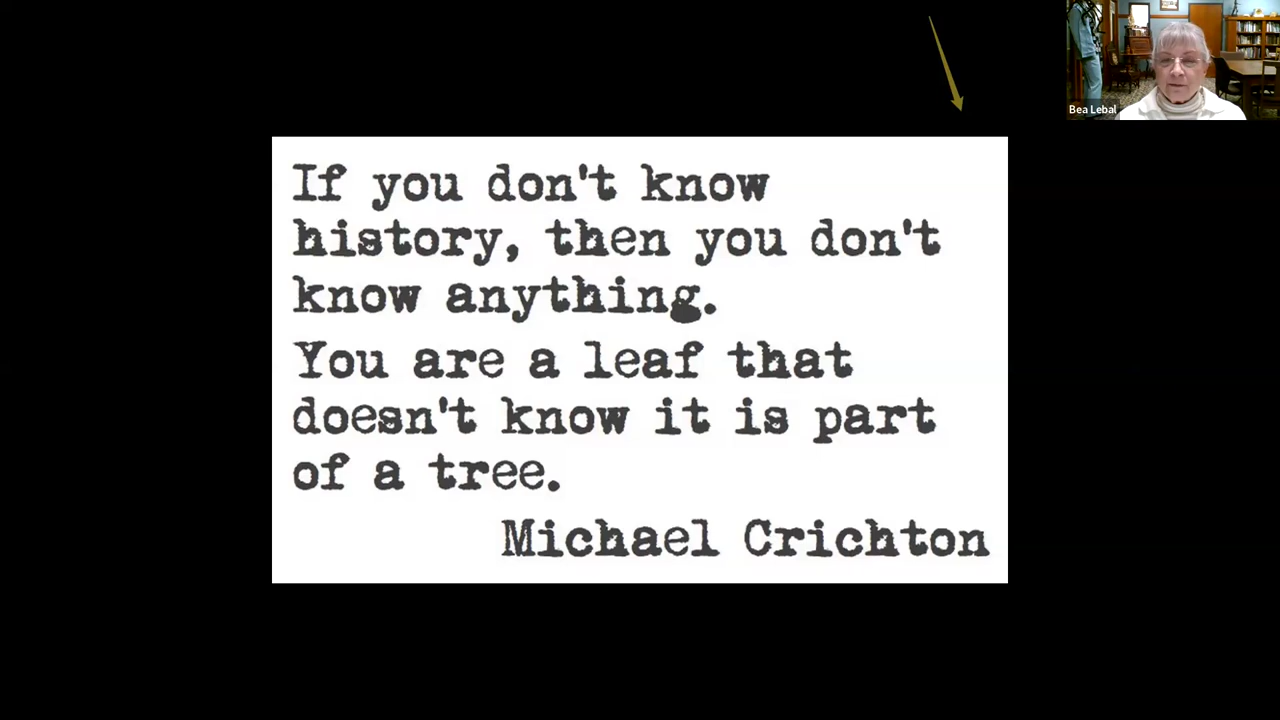 Bea Lebal
If you don't know
history, then you don't
know anything.
You are a leaf that
doesn't know it is part
of a tree.
Michael Crichton